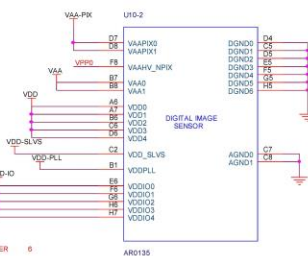 VAA-PIX U10-2
D7 VAAPIX0 DGND0 D4
D8 VAAPIX1 DGND1 C5
DGND2 D5
VPP0 F8 VAAHV_NPIX DGND3 E5
DGND4 F5
VAA B7 VAA0 DGND5 G5
B8 VAA1 DGND6 H5
VDD
A6 VDD0
A7 VDD1
B6 VDD2 DIGITAL IMAGE
C6 VDD3 SENSOR
D6 VDD4
VDD-SLVS
C2 VDD_SLVS AGND0 C7
VDD-PLL AGND1 C8
B1 VDDPLL
D-IO
E6 VDDIO0
F6 VDDIO1
G6 VDDIO2
H6 VDDIO3
H7 VDDIO4
ER 6
AR0135